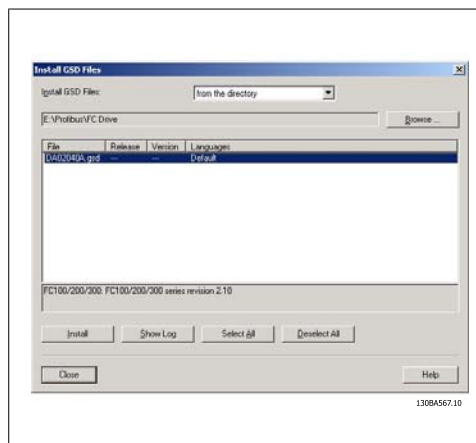 Install GSD Files
Install GSD Files:
from the directory
E:\Profibus\FC Drive
Browse ...
File Release Version Languages
DA02040A.gsd --- --- Default
FC100/200/300: FC100/200/300 series revision 2.10
Install Show Log Select All Deselect All
Close Help
130BA567.10